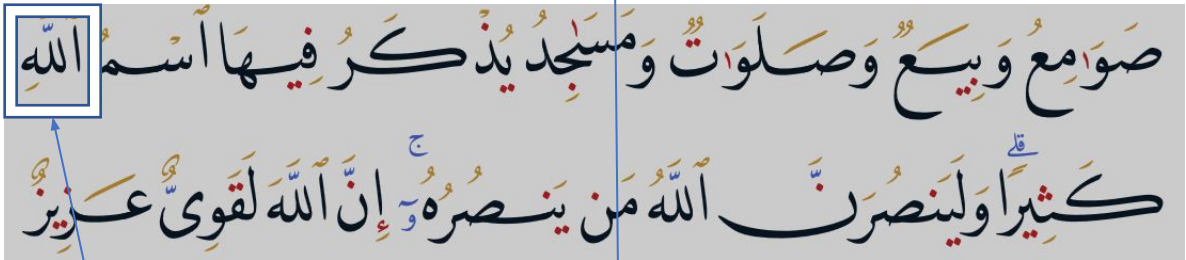 صَوَٰمِعُ وَبِيَعٌ وَصَلَوَٰتٌ وَمَسَٰجِدُ يُذْكَرُ فِيهَا ٱسْمُ ٱللَّهِ
كَثِيرًا ۗ وَلَيَنصُرَنَّ ٱللَّهُ مَن يَنصُرُهُۥٓ ۚ إِنَّ ٱللَّهَ لَقَوِىٌّ عَزِيزٌ